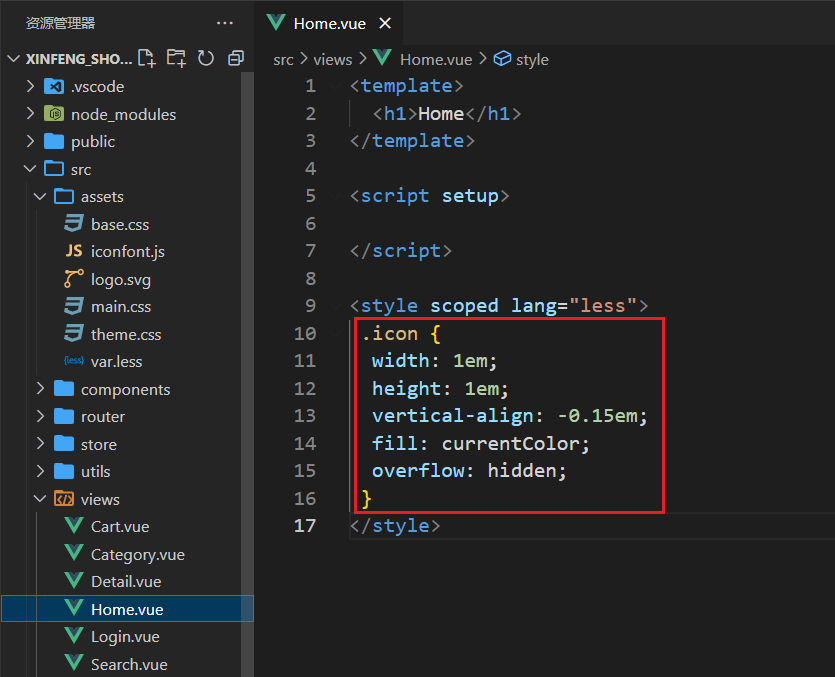 资源管理器
···
XINFENG_SHO...
.vscode
node_modules
public
src
assets
base.css
JS iconfont.js
logo.svg
main.css
theme.css
{less} var.less
components
router
store
utils
views
Cart.vue
Category.vue
Detail.vue
Home.vue
Login.vue
Search.vue
Home.vue
src > views > Home.vue > style
1 <template>
2 <h1>Home</h1>
3 </template>
4
5 <script setup>
6
7 </script>
8
9 <style scoped lang="less">
10 .icon {
11 width: 1em;
12 height: 1em;
13 vertical-align: -0.15em;
14 fill: currentColor;
15 overflow: hidden;
16 }
17 </style>